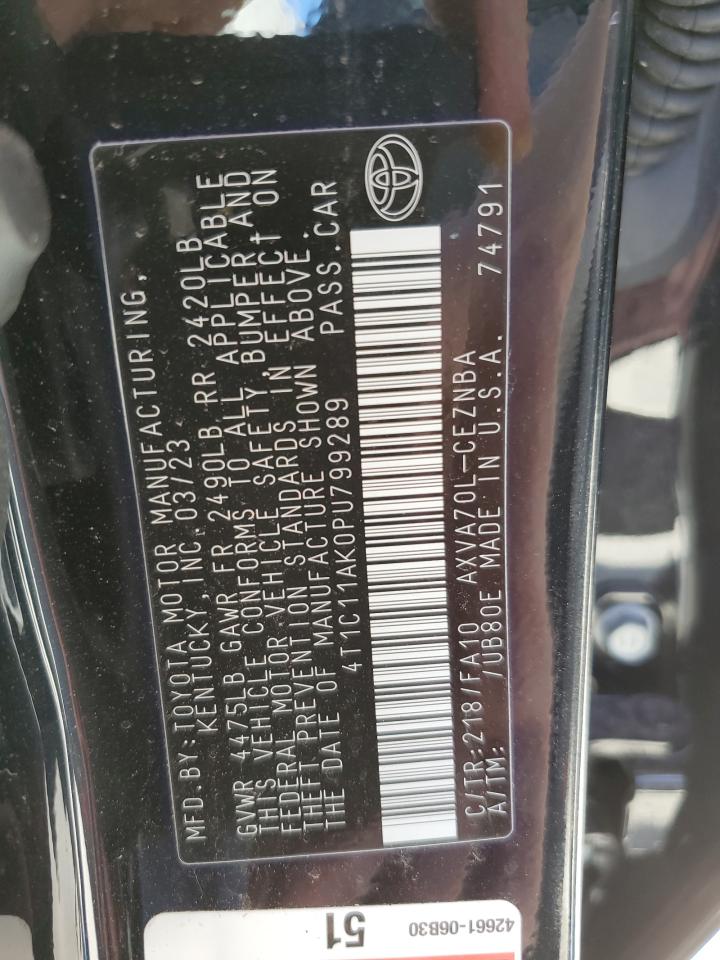 MFD.BY:TOYOTA MOTOR MANUFACTURING,
KENTUCKY, INC. 03/23
GVWR 4475LB GAWR FR 2490LB RR 2420LB
THIS VEHICLE CONFORMS TO ALL APPLICABLE
FEDERAL MOTOR VEHICLE SAFETY, BUMPER AND
THEFT PREVENTION STANDARDS IN EFFECT ON
THE DATE OF MANUFACTURE SHOWN ABOVE.
4T1C11AK0PU799289 PASS.CAR
C/TR:218/FA10 AXVA70L-CEZNBA
A/TM: /UB80E MADE IN U.S.A. 74791
51
42661-06B30